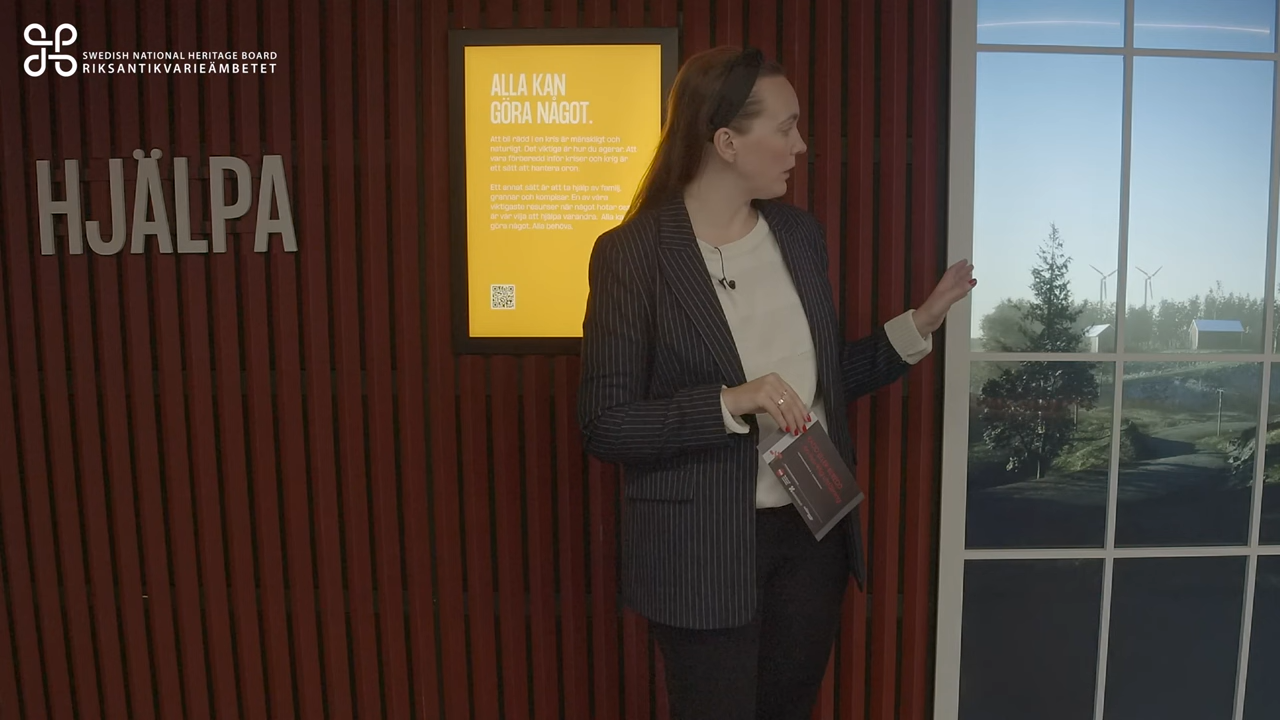 SWEDISH NATIONAL HERITAGE BOARD
RIKSANTIKVARIEÄMBETET
HJÄLPA
ALLA KAN
GÖRA NÅGOT.
Att bli rädd i en kris är mänskligt och
naturligt. Det viktiga är hur du agerar. Att
vara förberedd inför kriser och krig är
ett sätt att hantera oron.
Ett annat sätt är att ta hjälp av familj,
grannar och kompisar. En av våra
viktigaste resurser när något hotar
är vår vilja att hjälpa varandra. Alla
göra något. Alla behövs.